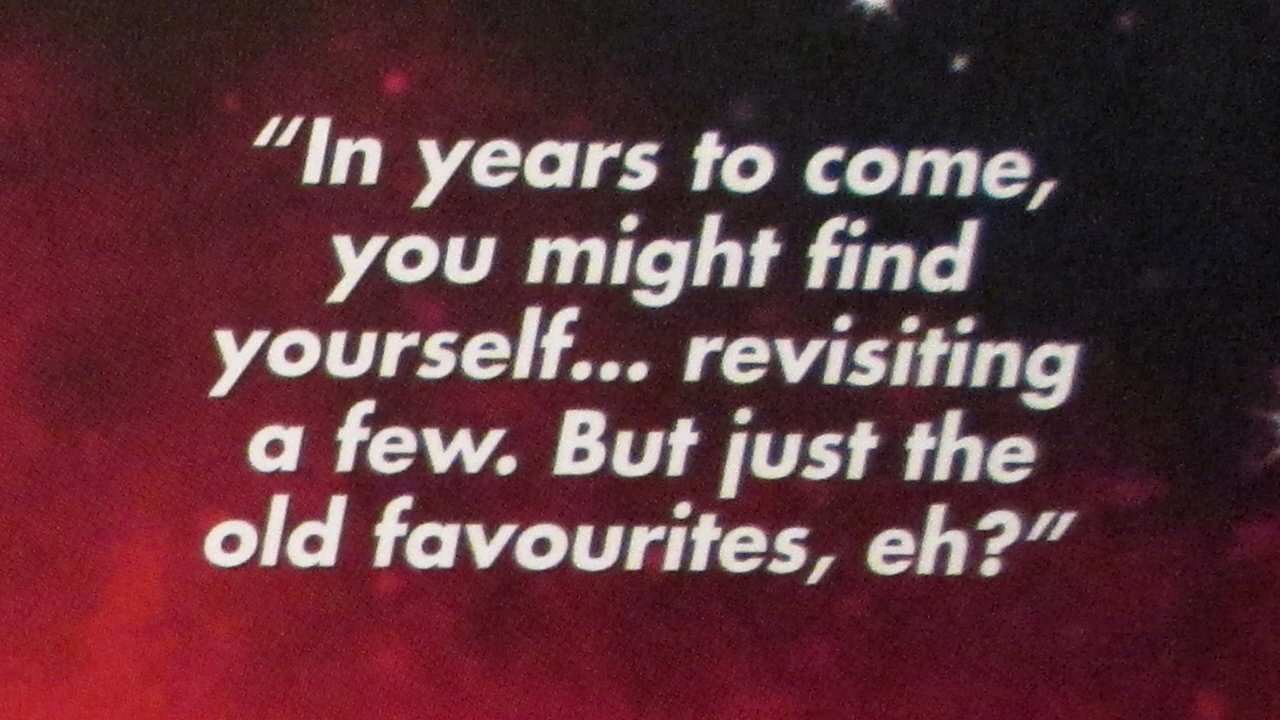 “In years to come,
you might find
yourself... revisiting
a few. But just the
old favourites, eh?”